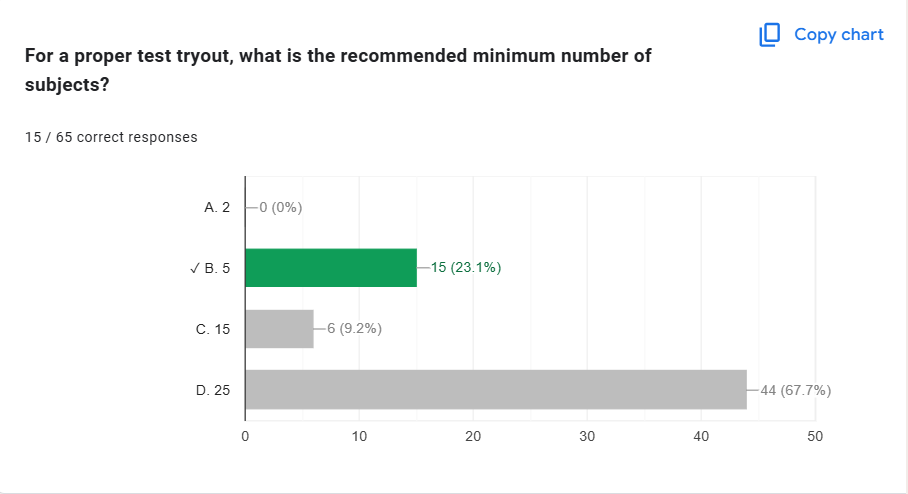 Copy chart
For a proper test tryout, what is the recommended minimum number of
subjects?
15 / 65 correct responses
A. 2
0 (0%)
✓ B. 5
15 (23.1%)
C. 15
6 (9.2%)
D. 25
44 (67.7%)
0 10 20 30 40 50